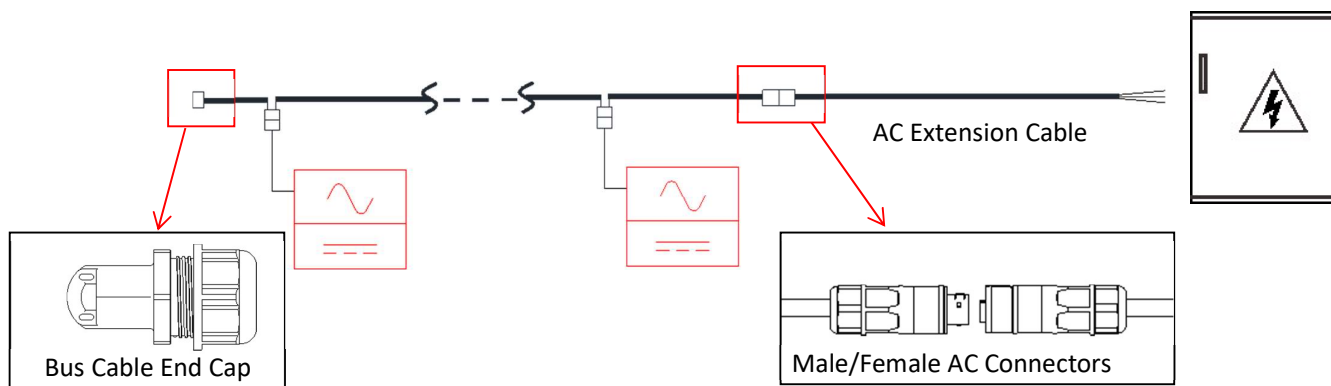 AC Extension Cable
Bus Cable End Cap
Male/Female AC Connectors